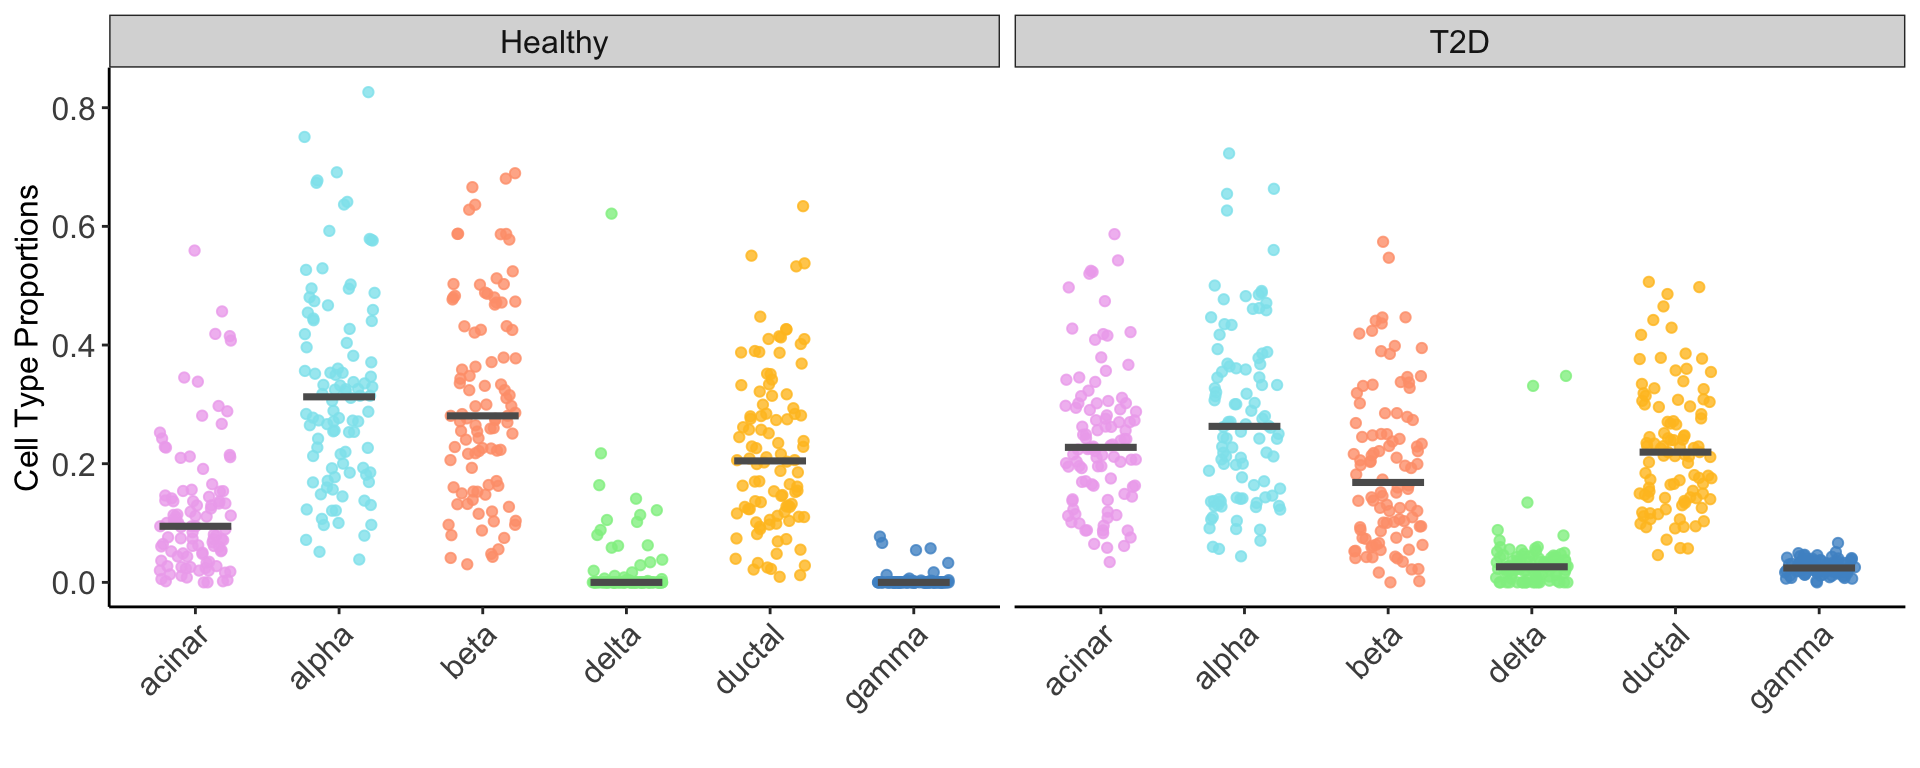 Healthy
T2D
Cell Type Proportions
0.8
0.6
0.4
0.2
0.0
acinar
alpha
beta
delta
ductal
gamma
acinar
alpha
beta
delta
ductal
gamma